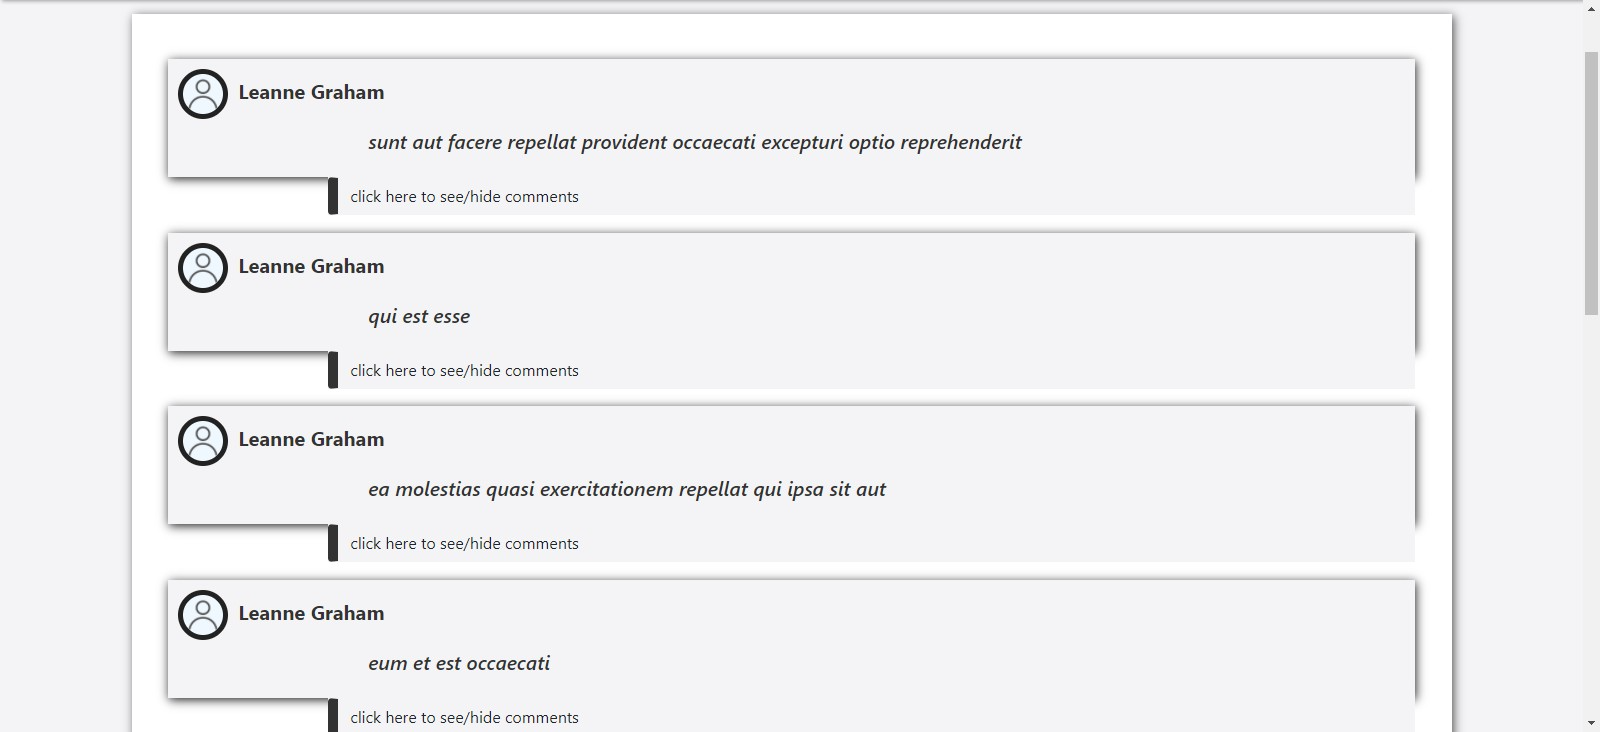 Leanne Graham
sunt aut facere repellat provident occaecati excepturi optio reprehenderit
click here to see/hide comments
Leanne Graham
qui est esse
click here to see/hide comments
Leanne Graham
ea molestias quasi exercitationem repellat qui ipsa sit aut
click here to see/hide comments
Leanne Graham
eum et est occaecati
click here to see/hide comments